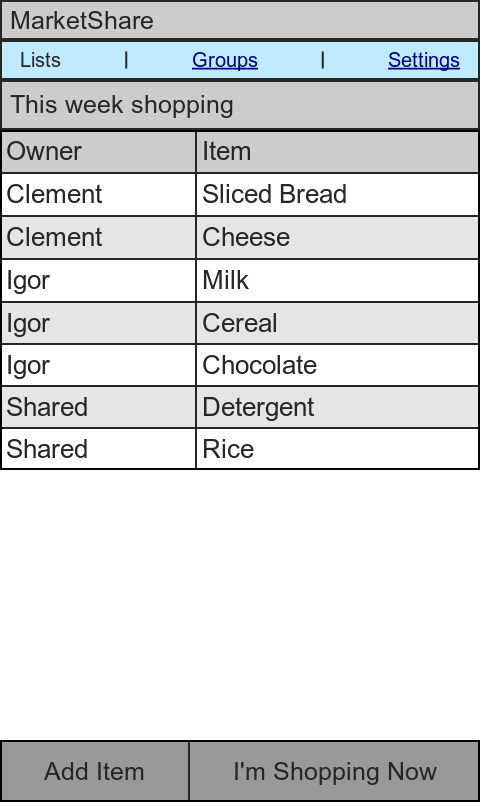 MarketShare
Lists | Groups | Settings
This week shopping
Owner Item
Clement Sliced Bread
Clement Cheese
Igor Milk
Igor Cereal
Igor Chocolate
Shared Detergent
Shared Rice
Add Item I'm Shopping Now